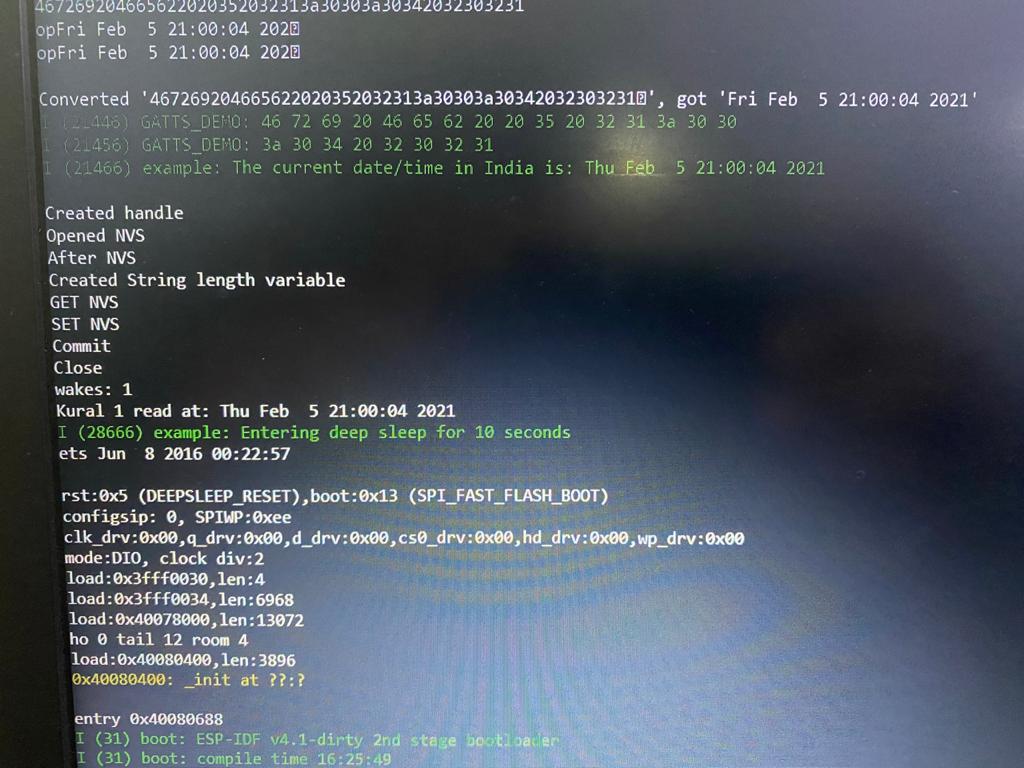 46726920466562202035203231 3a30303a30342032303231
opFri Feb  5 21:00:04 202
opFri Feb  5 21:00:04 202
Converted '46726920466562202035203231 3a30303a30342032303231', got 'Fri Feb  5 21:00:04 2021'
I (21446) GATTS_DEMO: 46 72 69 20 46 65 62 20 20 35 20 32 31 3a 30 30
I (21456) GATTS_DEMO: 3a 30 34 20 32 30 32 31
I (21466) example: The current date/time in India is: Thu Feb  5 21:00:04 2021
Created handle
Opened NVS
After NVS
Created String length variable
GET NVS
SET NVS
Commit
Close
wakes: 1
Kural 1 read at: Thu Feb  5 21:00:04 2021
I (28666) example: Entering deep sleep for 10 seconds
ets Jun  8 2016 00:22:57
rst:0x5 (DEEPSLEEP_RESET),boot:0x13 (SPI_FAST_FLASH_BOOT)
configsip: 0, SPIWP:0xee
clk_drv:0x00,q_drv:0x00,d_drv:0x00,cs0_drv:0x00,hd_drv:0x00,wp_drv:0x00
mode:DIO, clock div:2
load:0x3fff0030,len:4
load:0x3fff0034,len:6968
load:0x40078000,len:13072
ho 0 tail 12 room 4
load:0x40080400,len:3896
0x40080400: _init at ??:?
entry 0x40080688
I (31) boot: ESP-IDF v4.1-dirty 2nd stage bootloader
I (31) boot: compile time 16:25:49